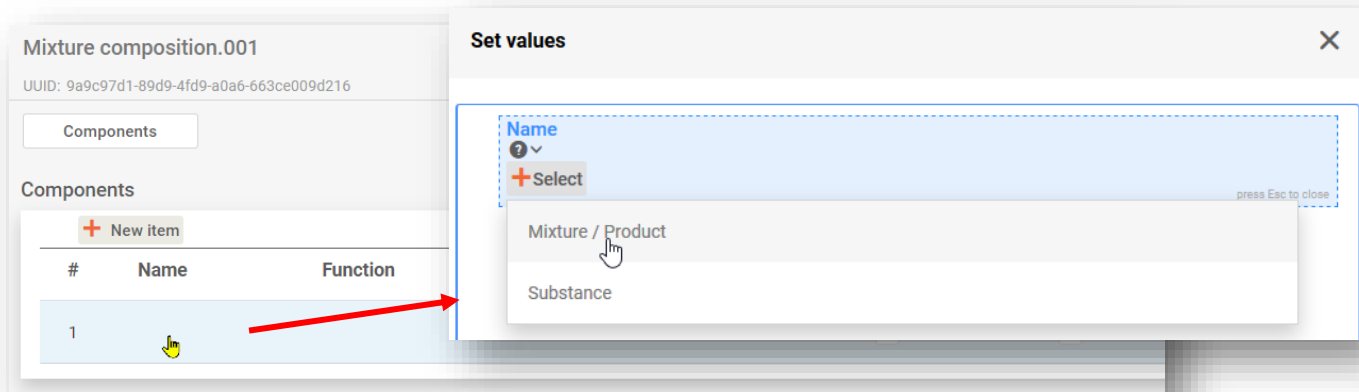 Mixture composition.001
UUID: 9a9c97d1-89d9-4fd9-a0a6-663ce009d216
Components
Components
+ New item
# Name Function
1
Set values
Name
+Select
press Esc to close
Mixture / Product
Substance